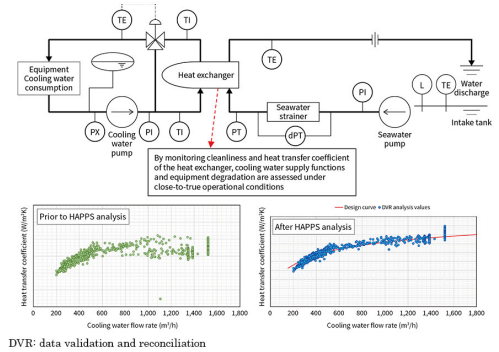 TE
TI
Equipment
Cooling water
consumption
Heat exchanger
TE
PX
Cooling
water
pump
PI
TI
PT
Seawater
strainer
dPT
PI
Seawater
pump
L
TE
Water
discharge
Intake tank
By monitoring cleanliness and heat transfer coefficient
of the heat exchanger, cooling water supply functions
and equipment degradation are assessed under
close-to-true operational conditions
Prior to HAPPS analysis
Heat transfer coefficient (W/m²K)
0 200 400 600 800 1,000 1,200 1,400 1,600 1,800
Cooling water flow rate (m³/h)
Design curve DVR analysis values
After HAPPS analysis
Heat transfer coefficient (W/m²K)
0 200 400 600 800 1,000 1,200 1,400 1,600 1,800
Cooling water flow rate (m³/h)
DVR: data validation and reconciliation